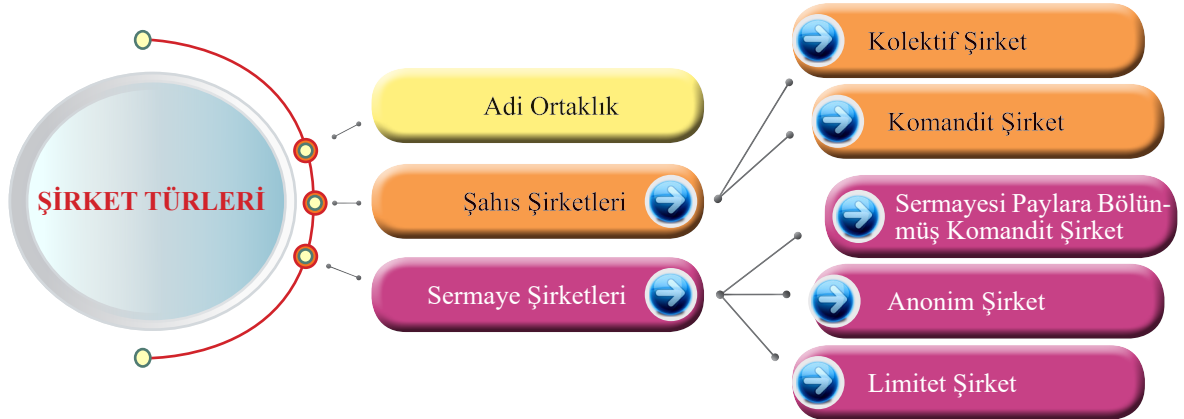 ŞİRKET TÜRLERİ
Adi Ortaklık
Şahıs Şirketleri
Sermaye Şirketleri
Kolektif Şirket
Komandit Şirket
Sermayesi Paylara Bölün-
müş Komandit Şirket
Anonim Şirket
Limitet Şirket